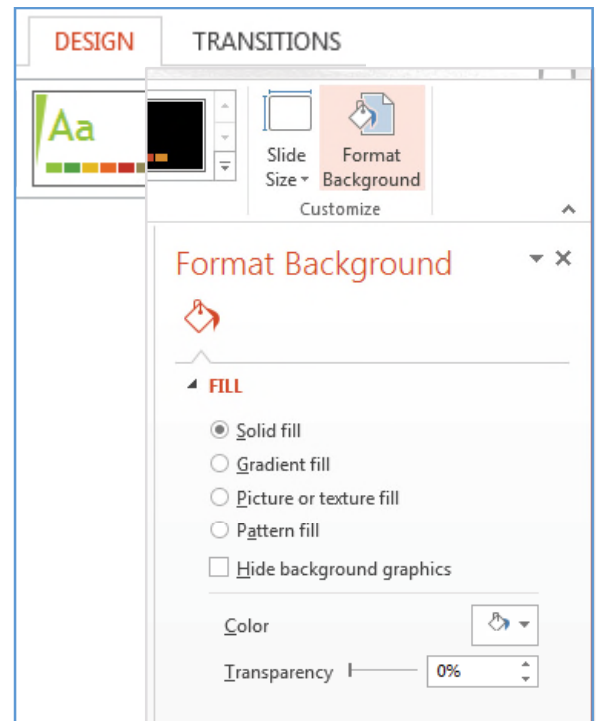 DESIGN TRANSITIONS
Aa
Slide Format
Size Background
Customize
Format Background
FILL
Solid fill
Gradient fill
Picture or texture fill
Pattern fill
Hide background graphics
Color
Transparency 0%